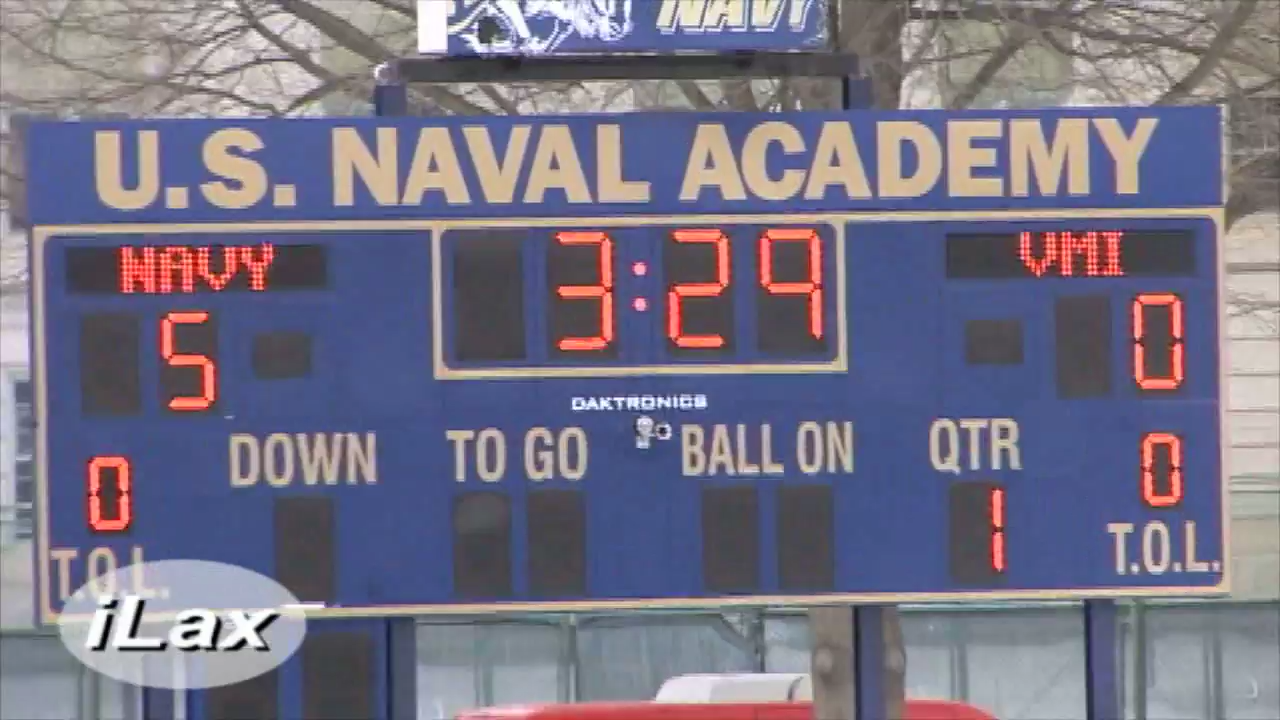 NAVY
U.S. NAVAL ACADEMY
NAVY 3:29 VMI
5 0
DAKTRONICS
DOWN TO GO BALL ON QTR
0 1 0
T.O.L. T.O.L.
iLax